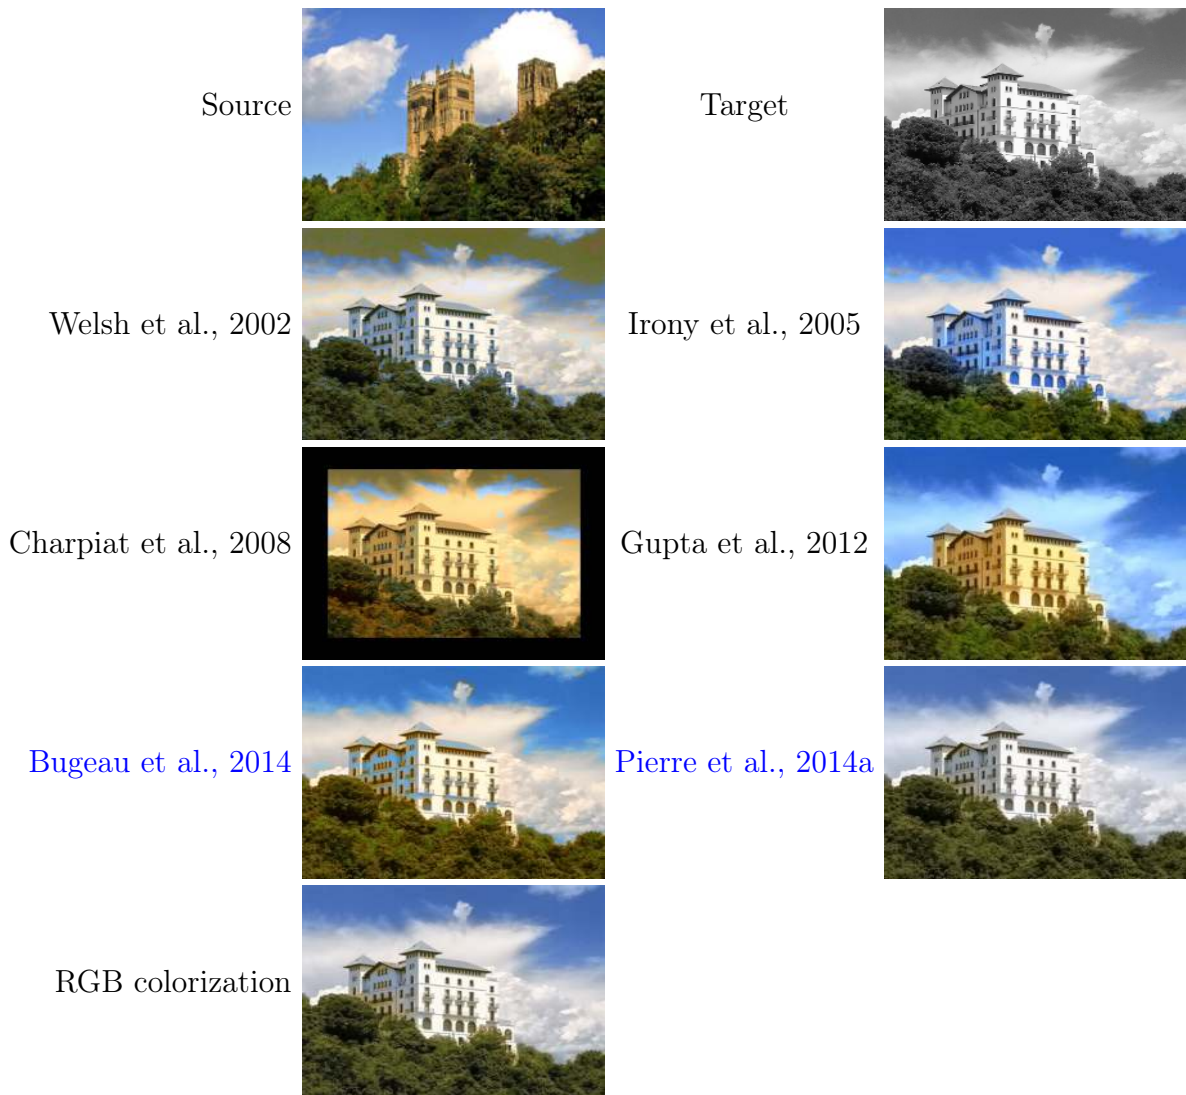 Source
Target
Welsh et al., 2002
Irony et al., 2005
Charpiat et al., 2008
Gupta et al., 2012
Bugeau et al., 2014
Pierre et al., 2014a
RGB colorization